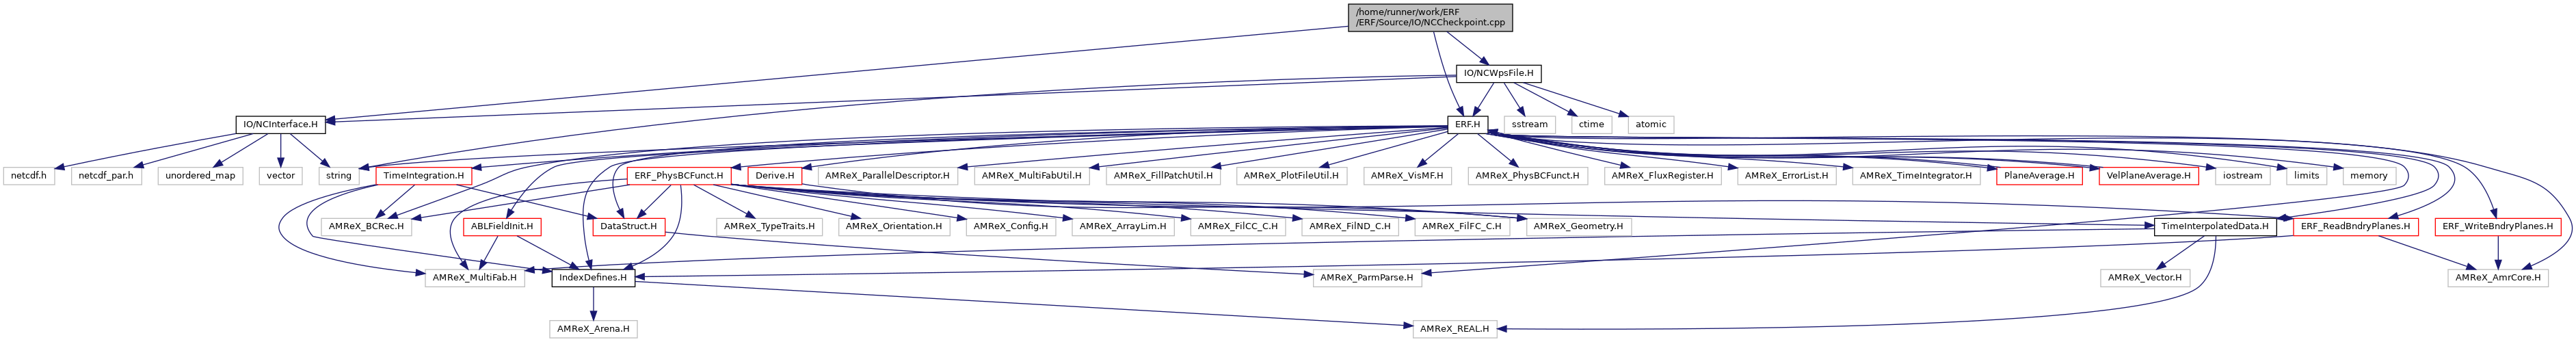 /home/runner/work/ERF
/ERF/Source/IO/NCCheckpoint.cpp
IO/NCWpsFile.H
IO/NCInterface.H
ERF.H
sstream
ctime
atomic
netcdf.h
netcdf_par.h
unordered_map
vector
string
TimeIntegration.H
ERF_PhysBCFunct.H
Derive.H
AMReX_ParallelDescriptor.H
AMReX_MultiFabUtil.H
AMReX_FillPatchUtil.H
AMReX_PlotFileUtil.H
AMReX_VisMF.H
AMReX_PhysBCFunct.H
AMReX_FluxRegister.H
AMReX_ErrorList.H
AMReX_TimeIntegrator.H
PlaneAverage.H
VelPlaneAverage.H
iostream
limits
memory
AMReX_BCRec.H
ABLFieldInit.H
DataStruct.H
AMReX_TypeTraits.H
AMReX_Orientation.H
AMReX_Config.H
AMReX_ArrayLim.H
AMReX_FilCC_C.H
AMReX_FilND_C.H
AMReX_FilFC_C.H
AMReX_Geometry.H
TimeInterpolatedData.H
ERF_ReadBndryPlanes.H
ERF_WriteBndryPlanes.H
AMReX_MultiFab.H
IndexDefines.H
AMReX_ParmParse.H
AMReX_Vector.H
AMReX_AmrCore.H
AMReX_Arena.H
AMReX_REAL.H